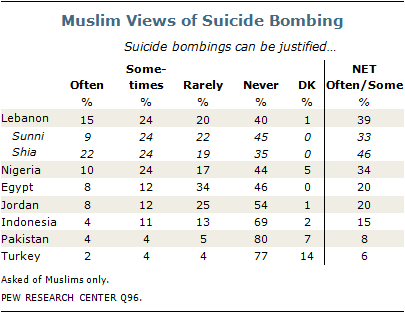 Muslim Views of Suicide Bombing
Suicide bombings can be justified…
Often Some-times Rarely Never DK NET Often/Some
% % % % % %
Lebanon 15 24 20 40 1 39
Sunni 9 24 22 45 0 33
Shia 22 24 19 35 0 46
Nigeria 10 24 17 44 5 34
Egypt 8 12 34 46 0 20
Jordan 8 12 25 54 1 20
Indonesia 4 11 13 69 2 15
Pakistan 4 4 5 80 7 8
Turkey 2 4 4 77 14 6
Asked of Muslims only.
PEW RESEARCH CENTER Q96.